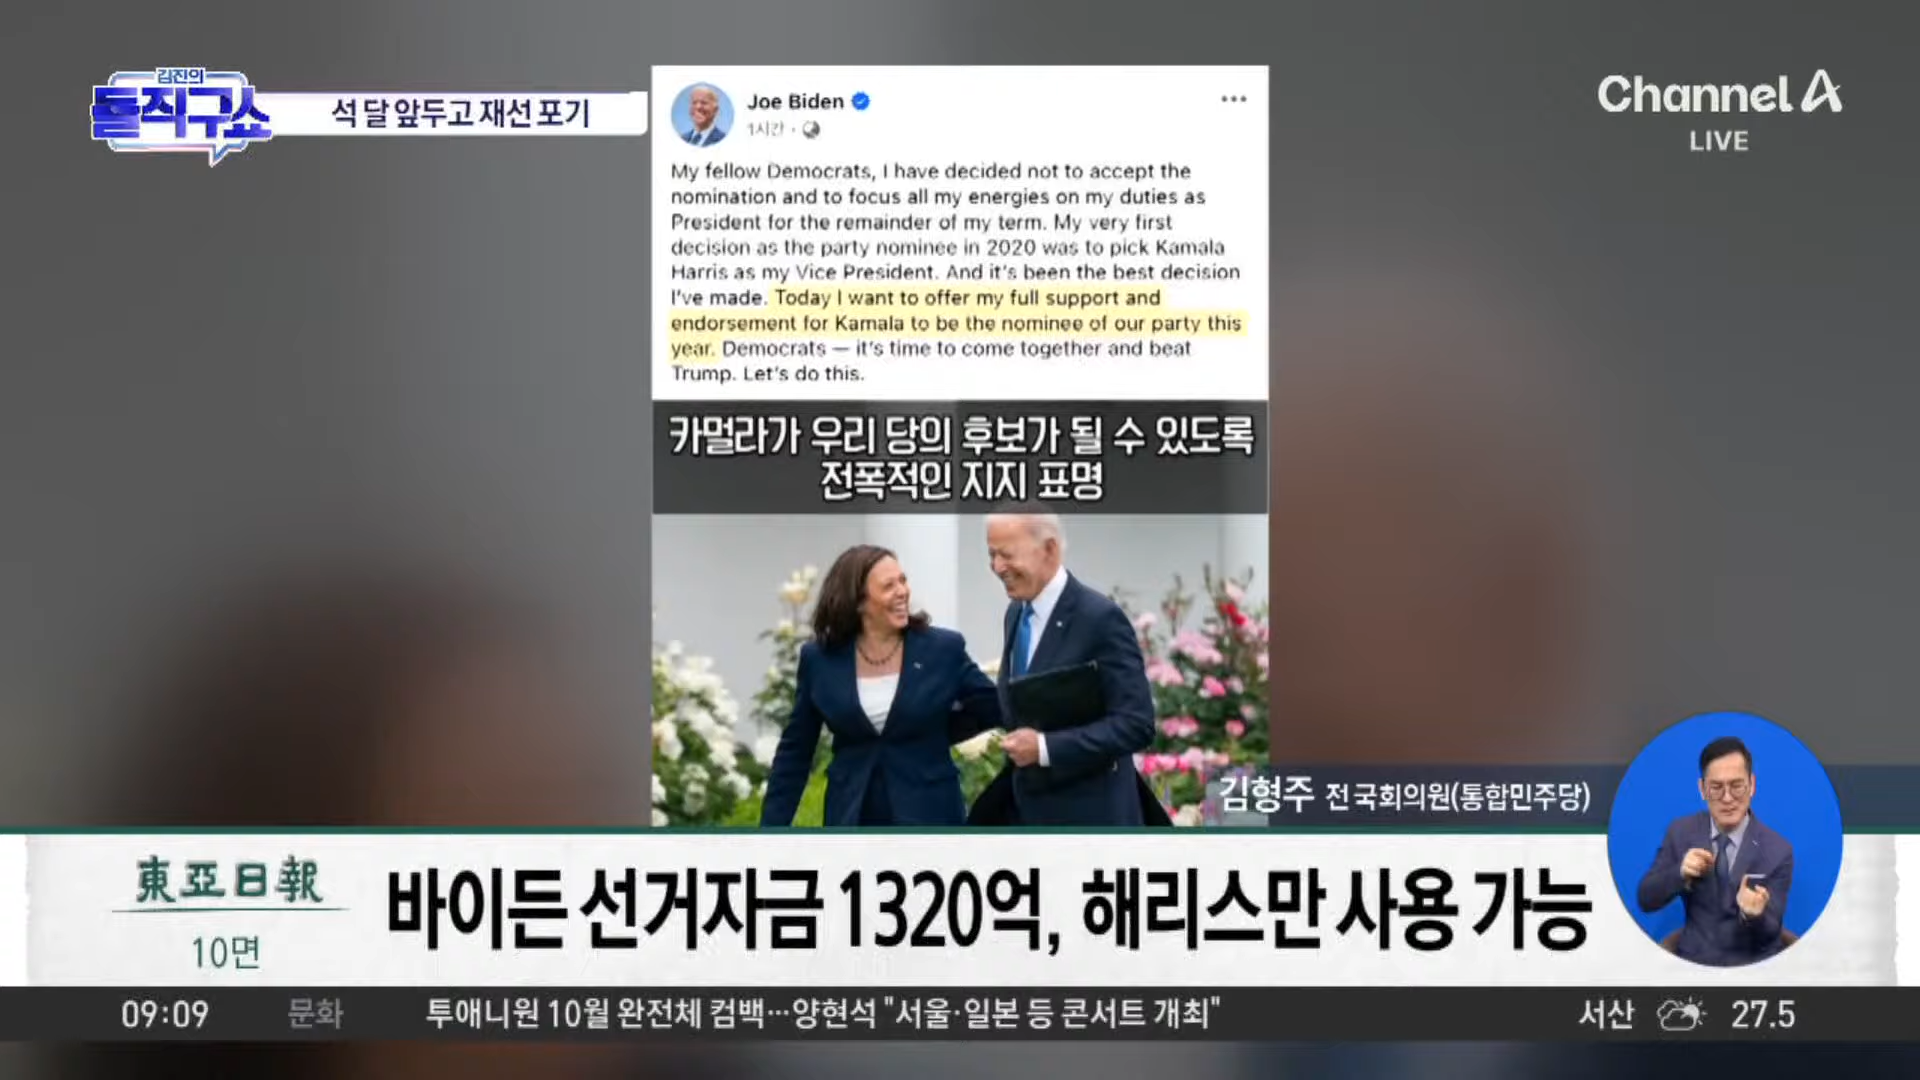 김진의
돌직구쇼
석 달 앞두고 재선 포기
Channel A
LIVE
Joe Biden
1시간
My fellow Democrats, I have decided not to accept the
nomination and to focus all my energies on my duties as
President for the remainder of my term. My very first
decision as the party nominee in 2020 was to pick Kamala
Harris as my Vice President. And it's been the best decision
I've made. Today I want to offer my full support and
endorsement for Kamala to be the nominee of our party this
year. Democrats — it's time to come together and beat
Trump. Let's do this.
카멀라가 우리 당의 후보가 될 수 있도록
전폭적인 지지 표명
김형주 전 국회의원(통합민주당)
東亞日報
10면
바이든 선거자금 1320억, 해리스만 사용 가능
09:09 문화 투애니원 10월 완전체 컴백…양현석 "서울·일본 등 콘서트 개최" 서산 27.5